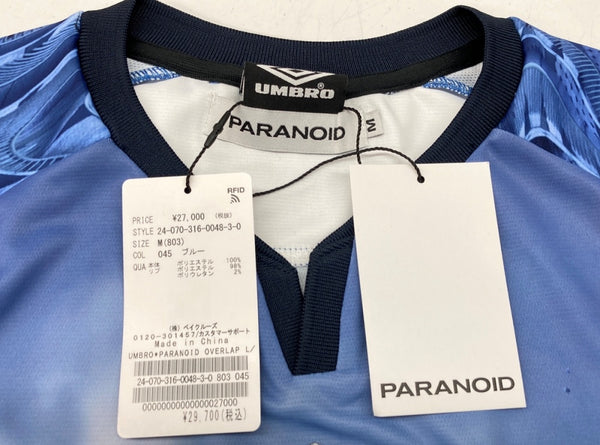 UMBRO
PARANOID
M
RFID
PRICE ¥27,000 (税抜)
STYLE 24-070-316-0048-3-0
SIZE M(803)
COL 045 ブルー
QUA 本体 ポリエステル 100%
リブ ポリエステル 98%
ポリウレタン 2%
(株)ベイクルーズ
0120-301457/カスタマーサポート
Made in China
UMBRO*PARANOID OVERLAP L/
24-070-316-0048-3-0 803 045
0000000000000027000
¥29,700(税込)
PARANOID